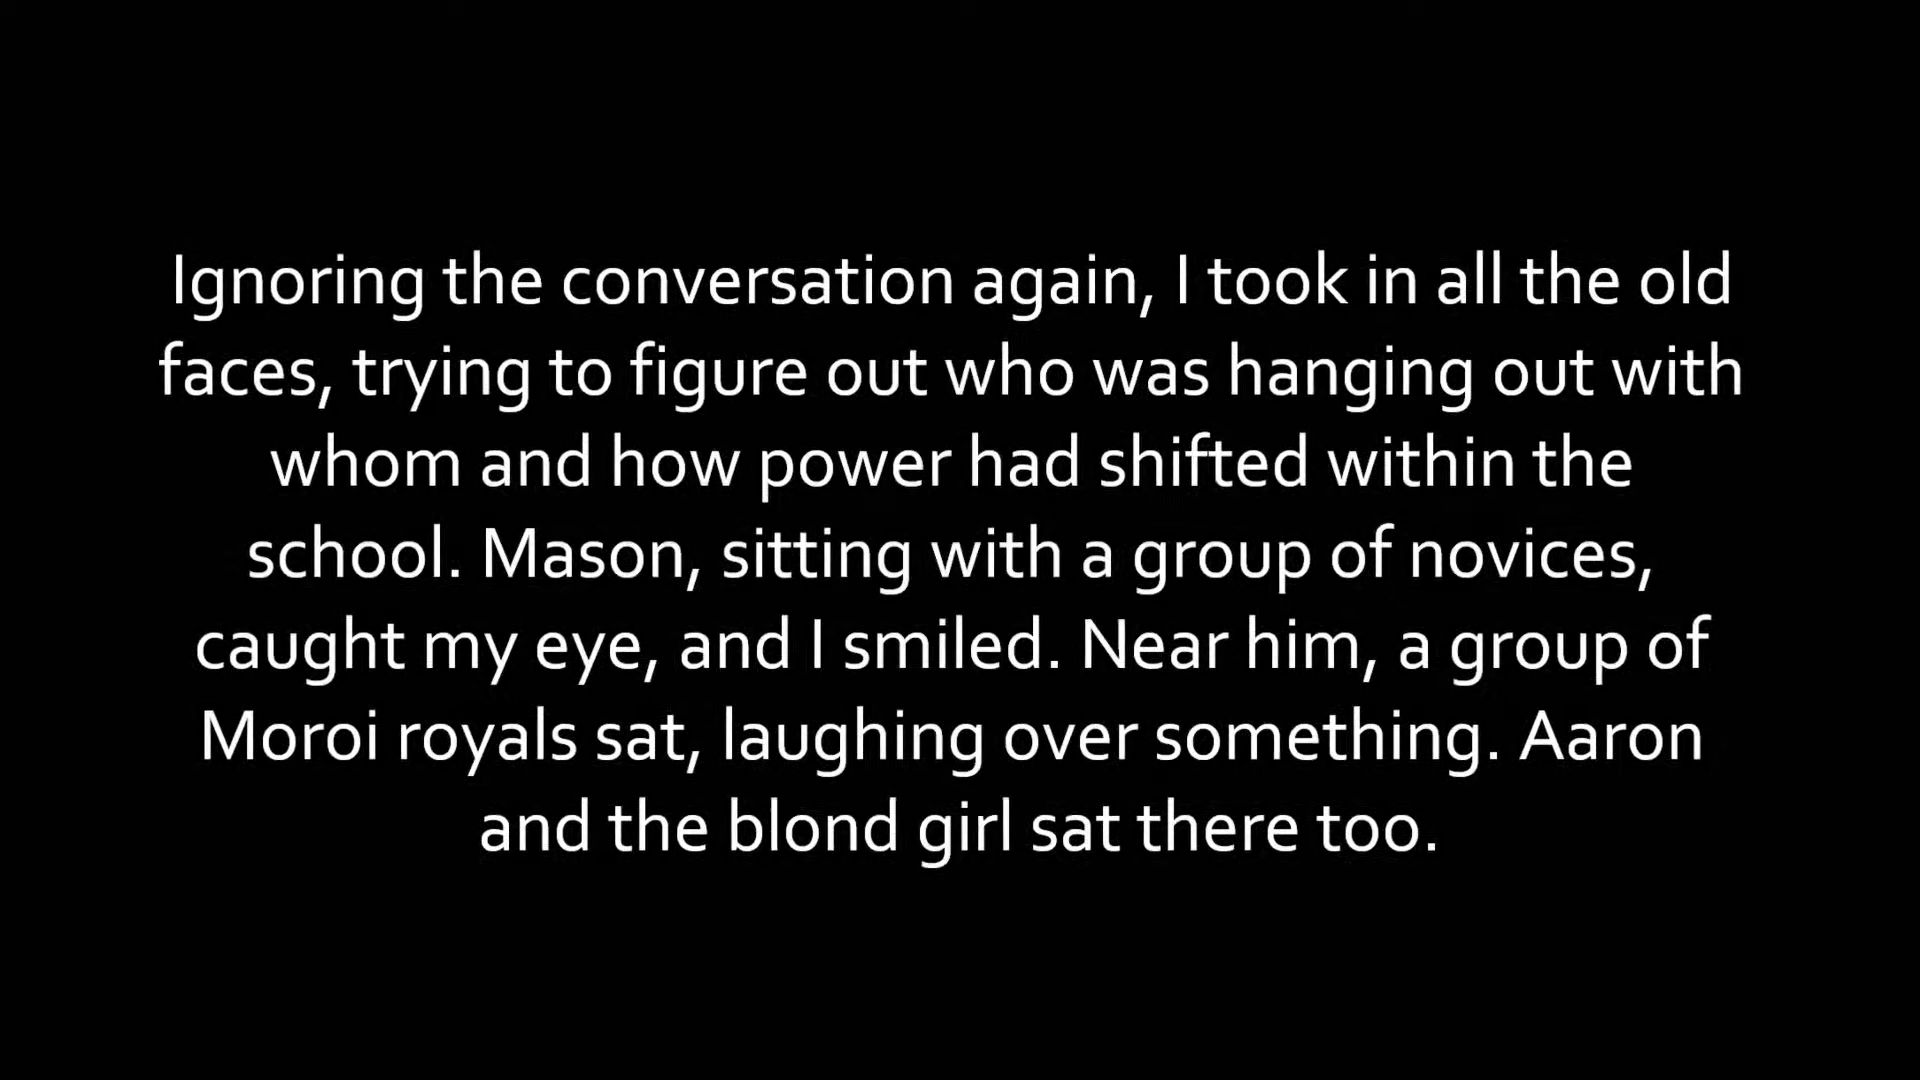 Ignoring the conversation again, I took in all the old
faces, trying to figure out who was hanging out with
whom and how power had shifted within the
school. Mason, sitting with a group of novices,
caught my eye, and I smiled. Near him, a group of
Moroi royals sat, laughing over something. Aaron
and the blond girl sat there too.